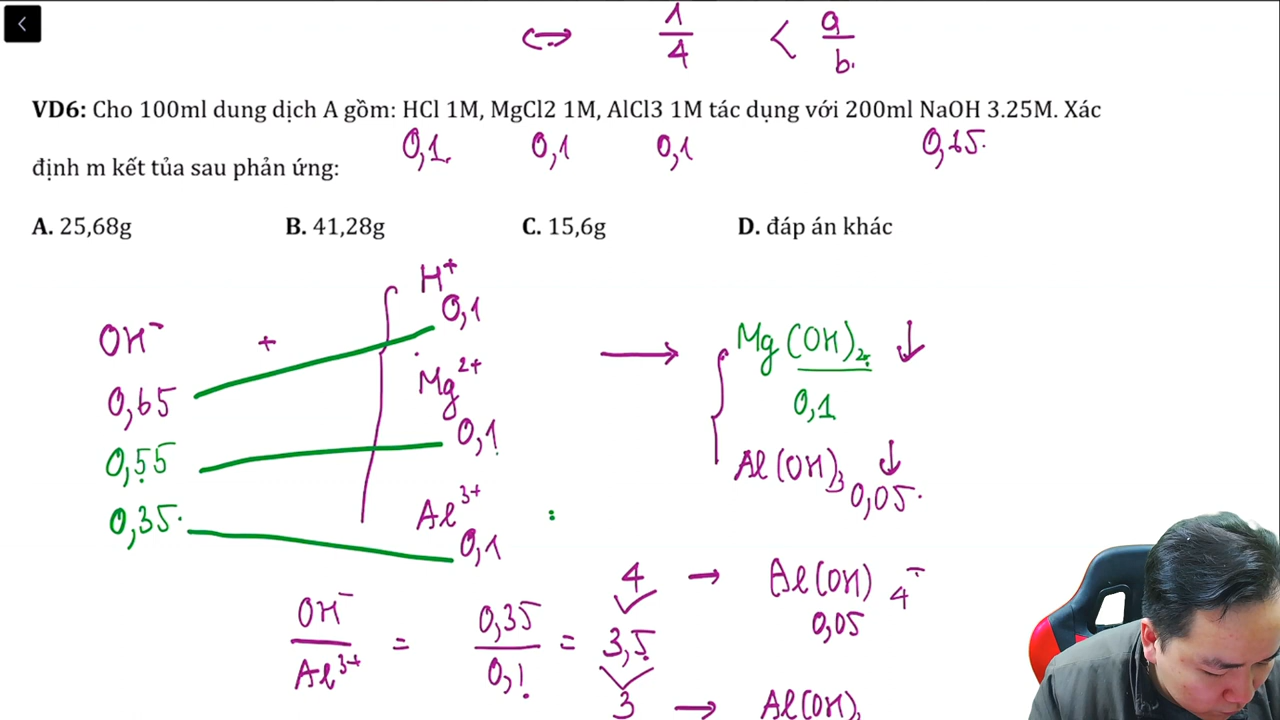 <-> 1/4 < a/b.
VD6: Cho 100ml dung dịch A gồm: HCl 1M, MgCl2 1M, AlCl3 1M tác dụng với 200ml NaOH 3.25M. Xác
0,1. 0,1 0,1 0,65.
định m kết tủa sau phản ứng:
A. 25,68g B. 41,28g C. 15,6g D. đáp án khác
H⁺
0,1
OH⁻ + → Mg(OH)₂ ↓
Mg²⁺
0,65 0,1
0,1
0,55 Al(OH)₃ ↓ 0,05.
Al³⁺
0,35. 0,1
4 → Al(OH)₄⁻
0,05
OH⁻/Al³⁺ = 0,35/0,1 = 3,5
3 → Al(OH)₃